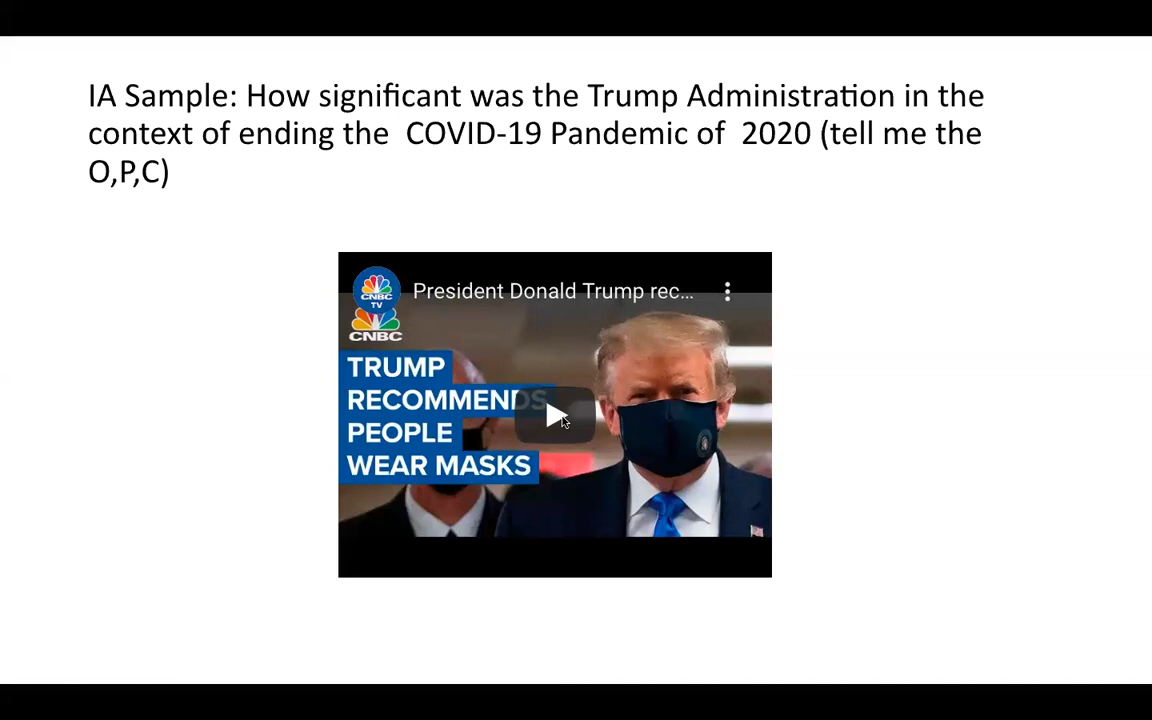 IA Sample: How significant was the Trump Administration in the
context of ending the  COVID-19 Pandemic of  2020 (tell me the
O,P,C)
CNBC
TV
President Donald Trump rec...
CNBC
TRUMP
RECOMMENDS
PEOPLE
WEAR MASKS